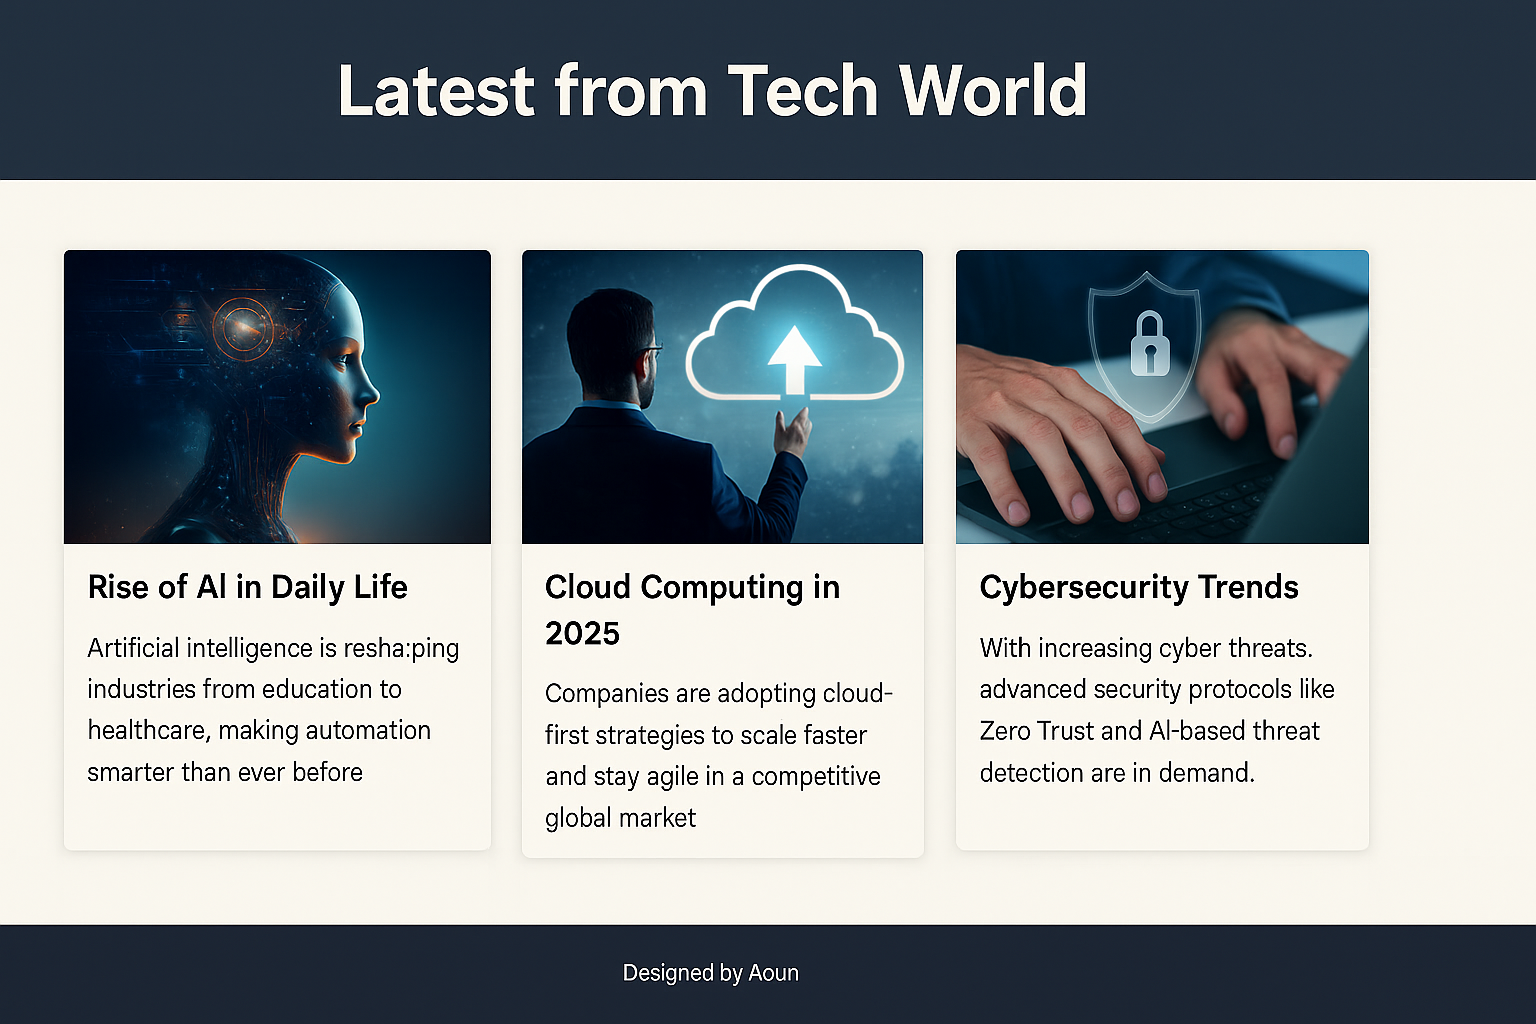 Latest from Tech World
Rise of AI in Daily Life
Artificial intelligence is resha:ping
industries from education to
healthcare, making automation
smarter than ever before
Cloud Computing in
2025
Companies are adopting cloud-
first strategies to scale faster
and stay agile in a competitive
global market
Cybersecurity Trends
With increasing cyber threats.
advanced security protocols like
Zero Trust and AI-based threat
detection are in demand.
Designed by Aoun